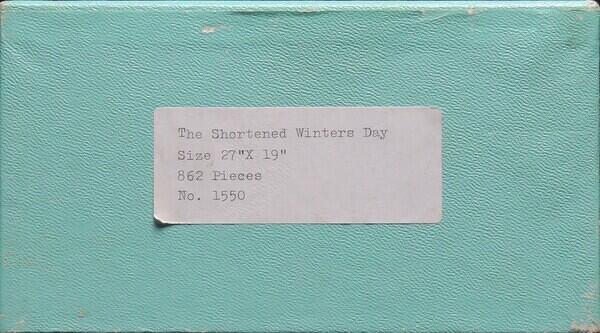 The Shortened Winters Day
Size 27"X 19"
862 Pieces
No. 1550